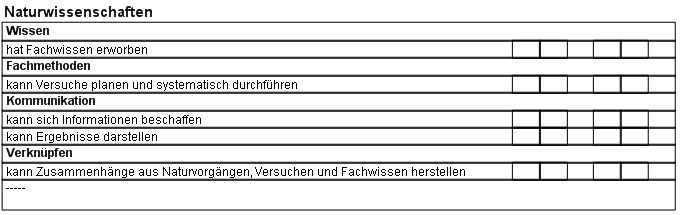 Naturwissenschaften
Wissen
hat Fachwissen erworben
Fachmethoden
kann Versuche planen und systematisch durchführen
Kommunikation
kann sich Informationen beschaffen
kann Ergebnisse darstellen
Verknüpfen
kann Zusammenhänge aus Naturvorgängen, Versuchen und Fachwissen herstellen
-----